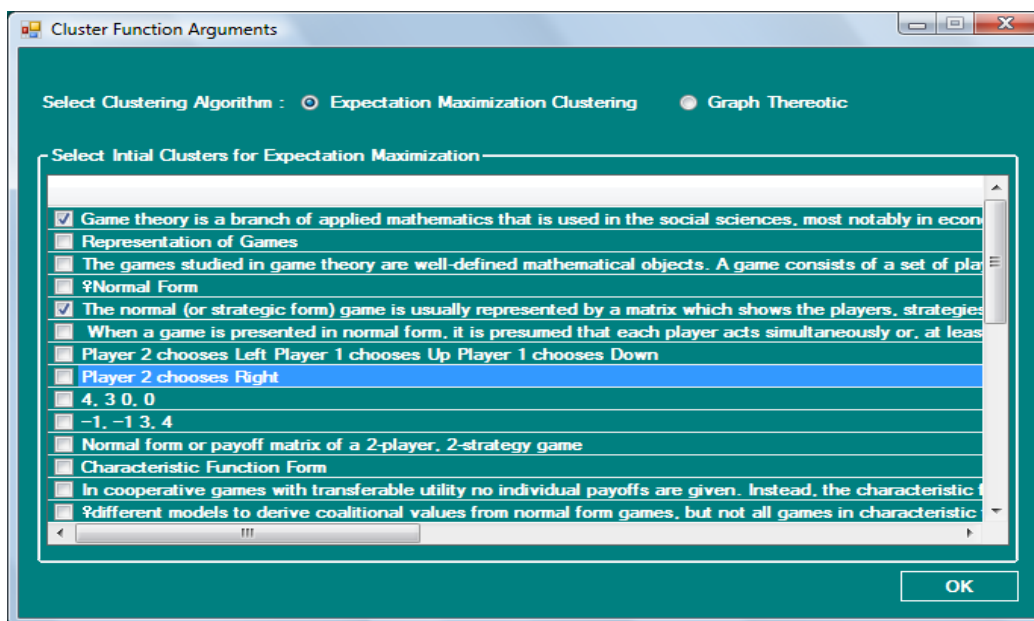 Cluster Function Arguments
Select Clustering Algorithm : Expectation Maximization Clustering Graph Thereotic
Select Intial Clusters for Expectation Maximization
Game theory is a branch of applied mathematics that is used in the social sciences, most notably in econ
Representation of Games
The games studied in game theory are well-defined mathematical objects. A game consists of a set of pla
♀Normal Form
The normal (or strategic form) game is usually represented by a matrix which shows the players, strategies
When a game is presented in normal form, it is presumed that each player acts simultaneously or, at leas
Player 2 chooses Left Player 1 chooses Up Player 1 chooses Down
Player 2 chooses Right
4, 3 0, 0
−1, −1 3, 4
Normal form or payoff matrix of a 2-player, 2-strategy game
Characteristic Function Form
In cooperative games with transferable utility no individual payoffs are given. Instead, the characteristic f
♀different models to derive coalitional values from normal form games, but not all games in characteristic
OK